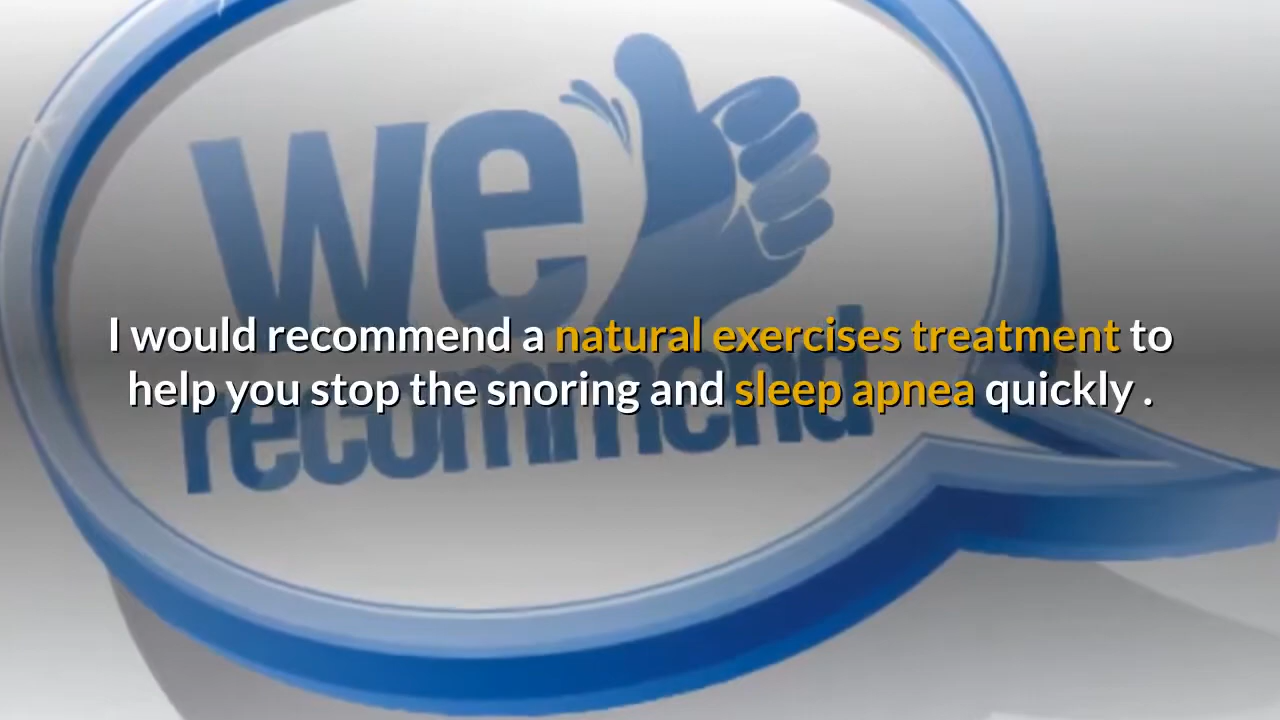 we
recommend
I would recommend a natural exercises treatment to
help you stop the snoring and sleep apnea quickly .